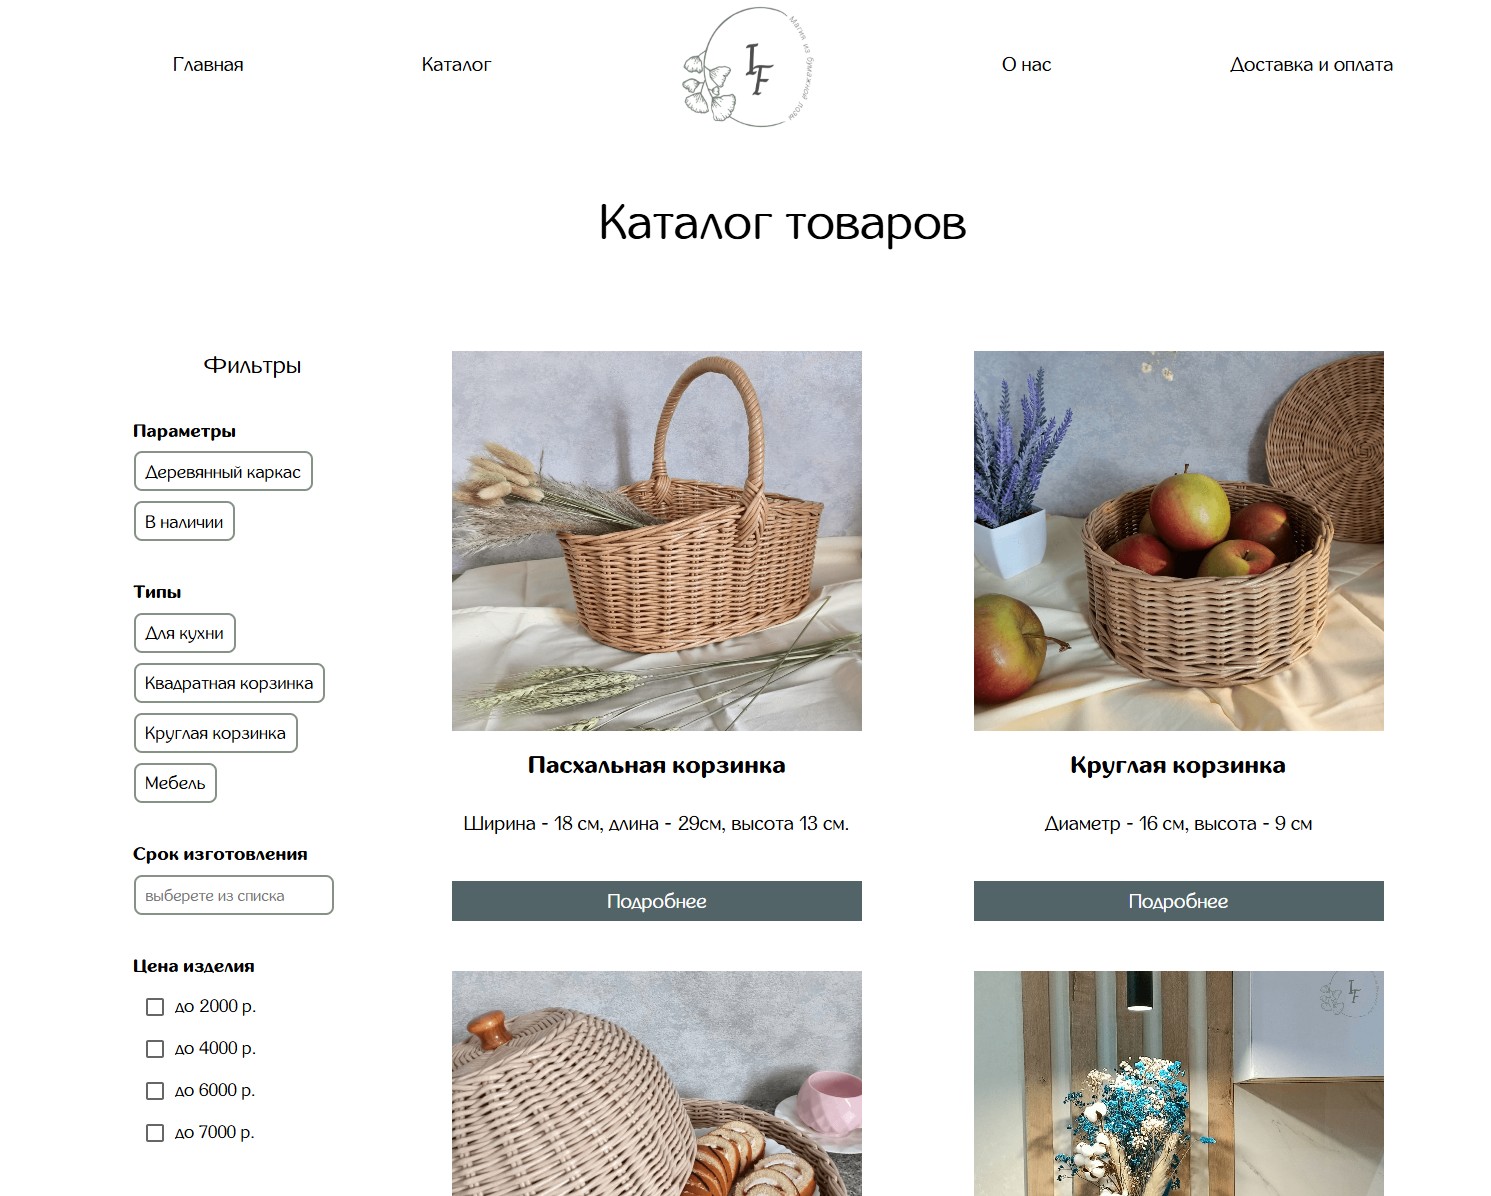 Главная
Каталог
LF
Магия из бумажной лозы
О нас
Доставка и оплата
Каталог товаров
Фильтры
Параметры
Деревянный каркас
В наличии
Типы
Для кухни
Квадратная корзинка
Круглая корзинка
Мебель
Срок изготовления
выберете из списка
Цена изделия
до 2000 р.
до 4000 р.
до 6000 р.
до 7000 р.
Пасхальная корзинка
Ширина - 18 см, длина - 29см, высота 13 см.
Подробнее
Круглая корзинка
Диаметр - 16 см, высота - 9 см
Подробнее
LF